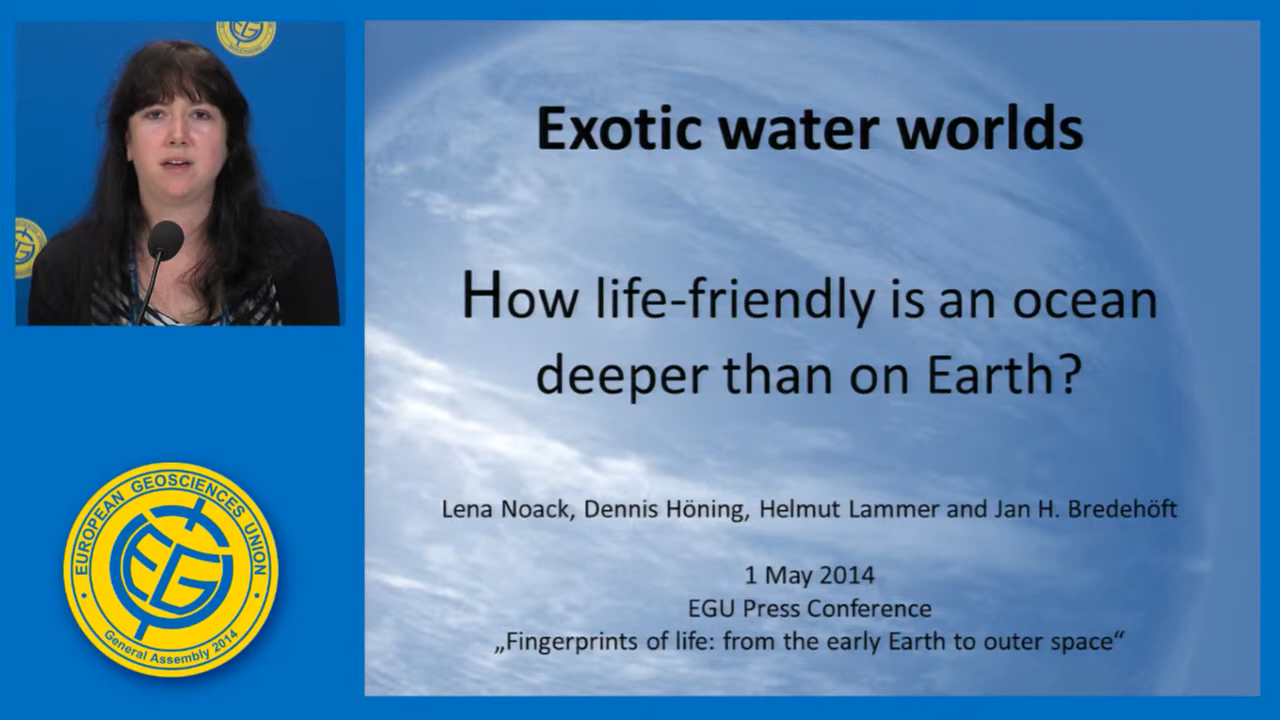 Exotic water worlds
How life-friendly is an ocean
deeper than on Earth?
Lena Noack, Dennis Höning, Helmut Lammer and Jan H. Bredehöft
1 May 2014
EGU Press Conference
„Fingerprints of life: from the early Earth to outer space“
EUROPEAN GEOSCIENCES UNION
EGU
General Assembly 2014